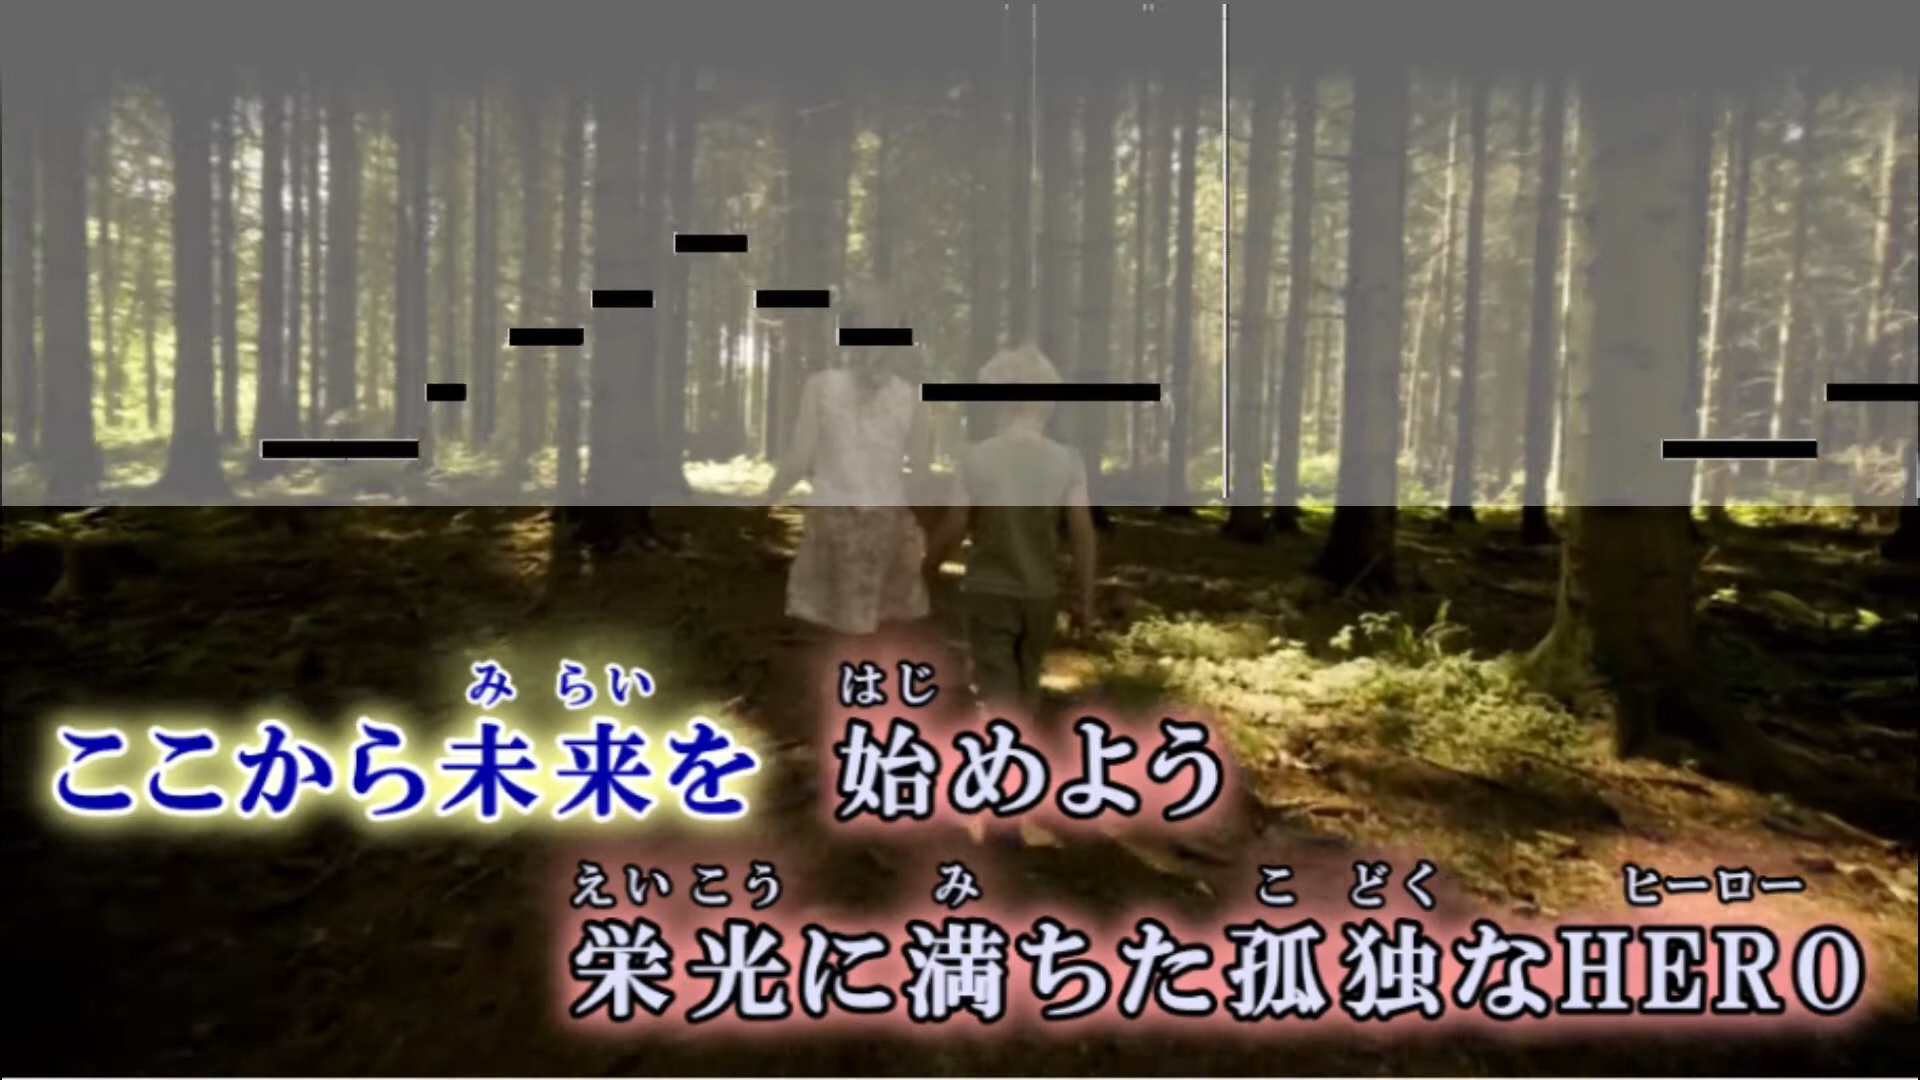 み らい はじ
ここから未来を 始めよう
えいこう み こ どく ヒーロー
栄光に満ちた孤独なHERO